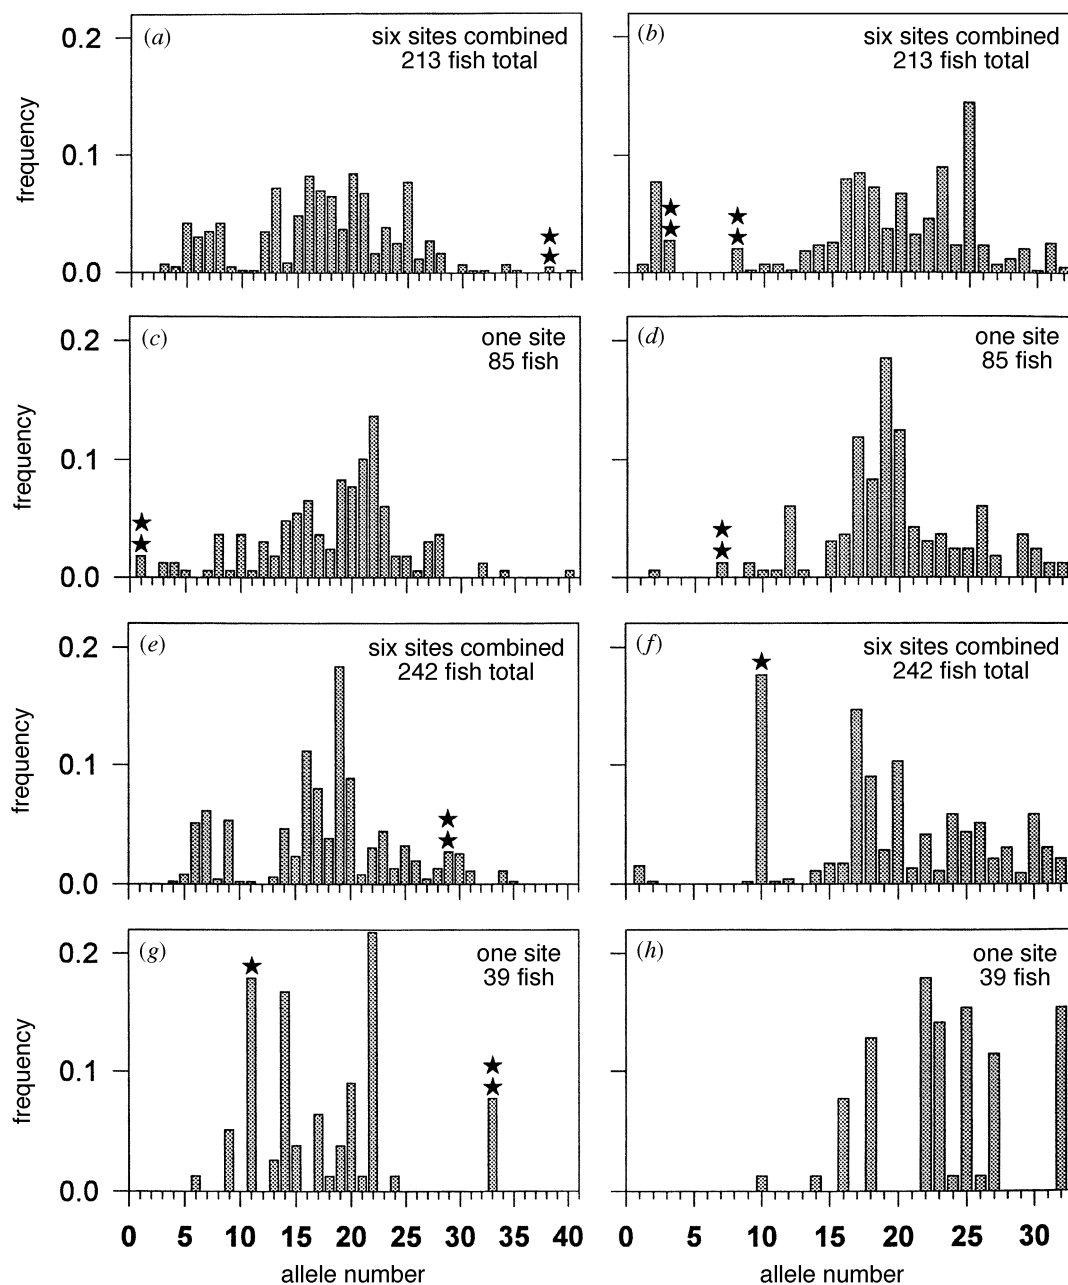 (a) six sites combined
213 fish total
(b) six sites combined
213 fish total
frequency
0.2
0.1
0.0
(c) one site
85 fish
(d) one site
85 fish
frequency
0.2
0.1
0.0
(e) six sites combined
242 fish total
(f) six sites combined
242 fish total
frequency
0.2
0.1
0.0
(g) one site
39 fish
(h) one site
39 fish
frequency
0.2
0.1
0.0
0 5 10 15 20 25 30 35 40
0 5 10 15 20 25 30
allele number
allele number